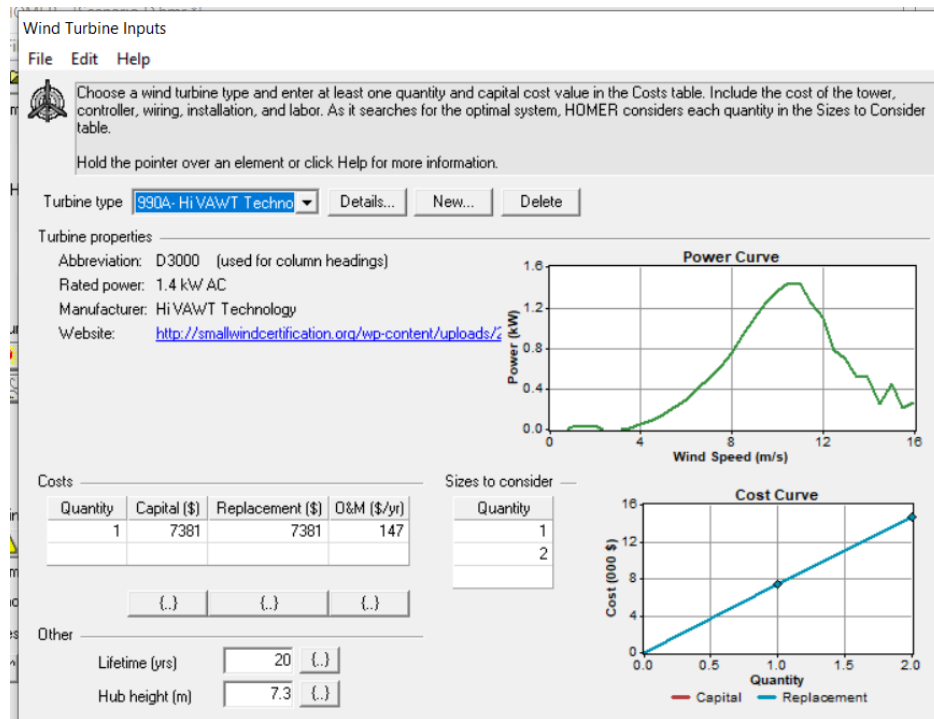 Wind Turbine Inputs
File Edit Help
Choose a wind turbine type and enter at least one quantity and capital cost value in the Costs table. Include the cost of the tower,
controller, wiring, installation, and labor. As it searches for the optimal system, HOMER considers each quantity in the Sizes to Consider
table.
Hold the pointer over an element or click Help for more information.
Turbine type 990A- Hi VAWT Techno Details... New... Delete
Turbine properties
Abbreviation: D3000 (used for column headings)
Rated power: 1.4 kW AC
Manufacturer: Hi VAWT Technology
Website: http://smallwindcertification.org/wp-content/uploads/2
Power Curve
Power (kW)
1.6
1.2
0.8
0.4
0.0
0 4 8 12 16
Wind Speed (m/s)
Costs
Quantity Capital ($) Replacement ($) O&M ($/yr)
1 7381 7381 147
{..} {..} {..}
Sizes to consider
Quantity
1
2
Cost Curve
Cost (000 $)
16
12
8
4
0
0.0 0.5 1.0 1.5 2.0
Quantity
Capital Replacement
Other
Lifetime (yrs) 20 {..}
Hub height (m) 7.3 {..}